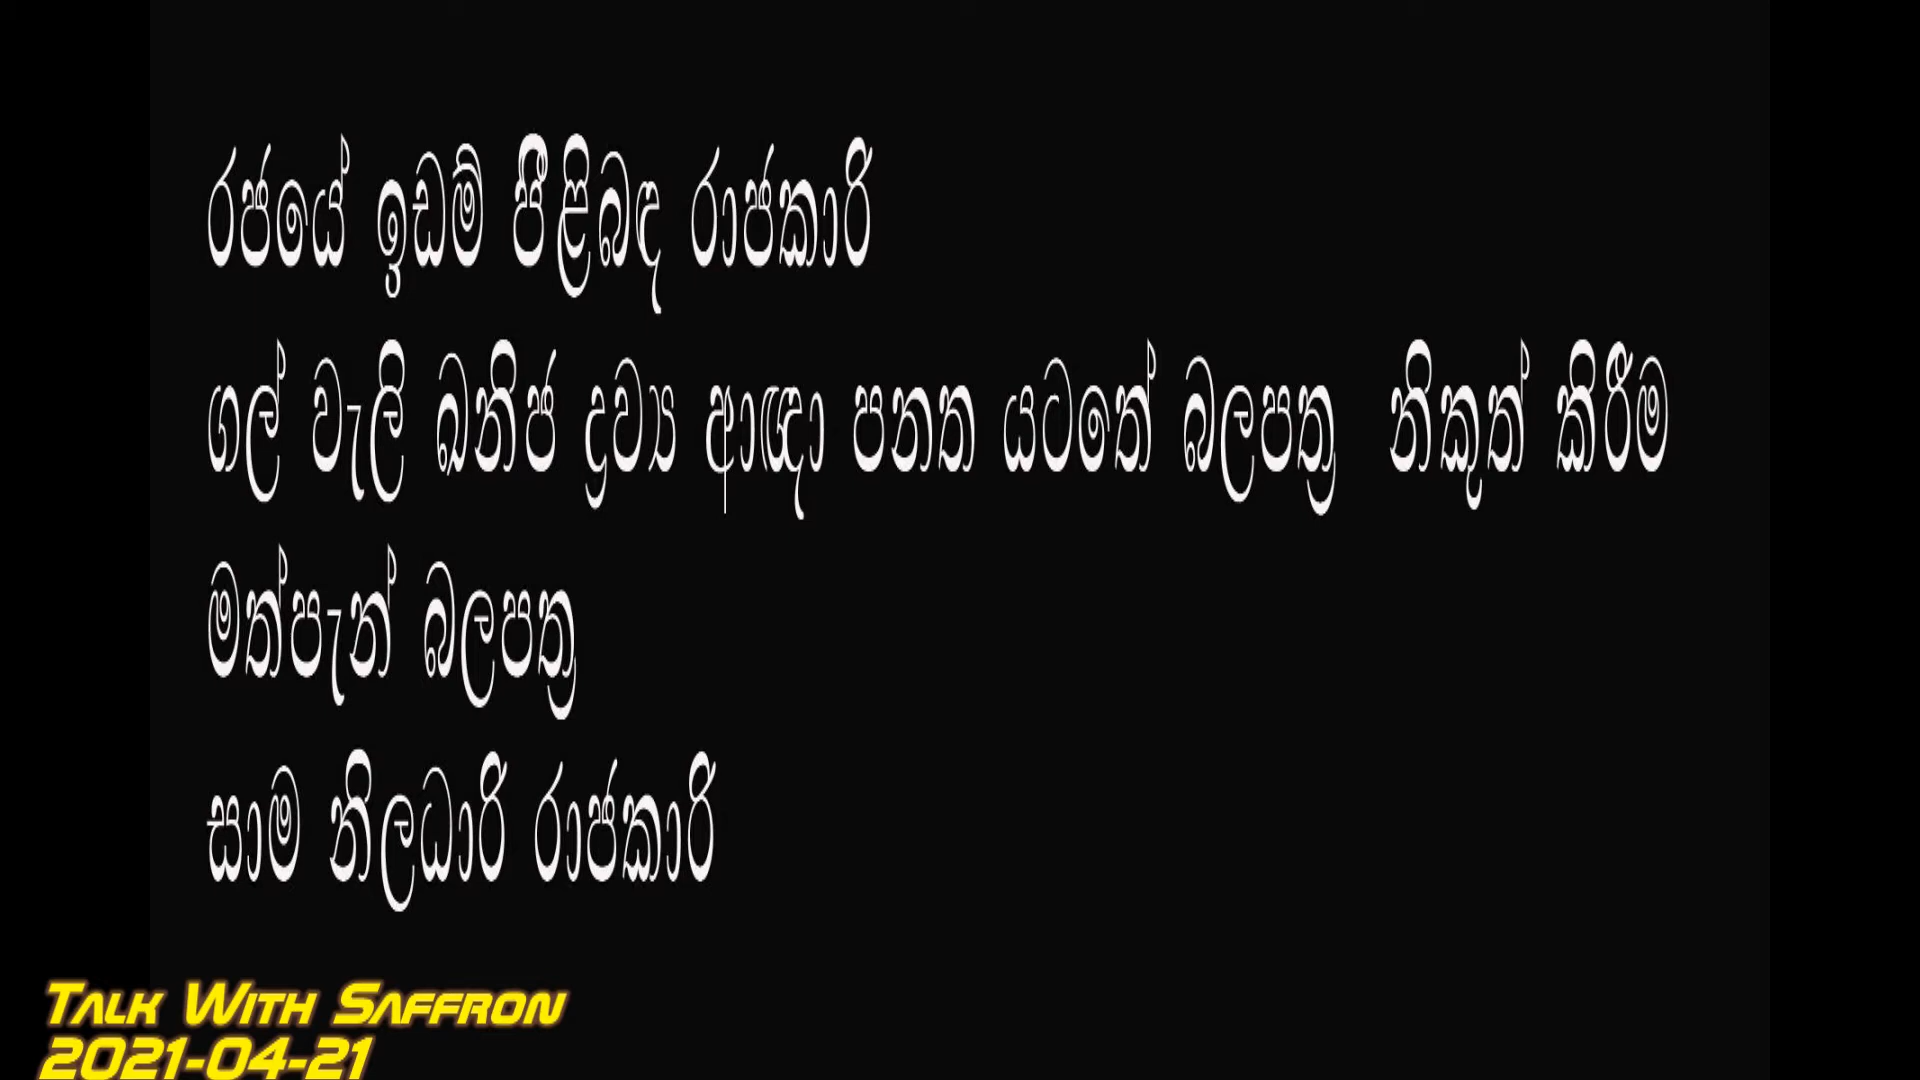 රජයේ ඉඩම් පිළිබඳ රාජකාරි
ගල් වැලි ඛනිජ ද්‍රව්‍ය ආඥා පනත යටතේ බලපත්‍ර නිකුත් කිරීම
මත්පැන් බලපත්‍ර
සාම නිලධාරි රාජකාරි
Talk With Saffron
2021-04-21